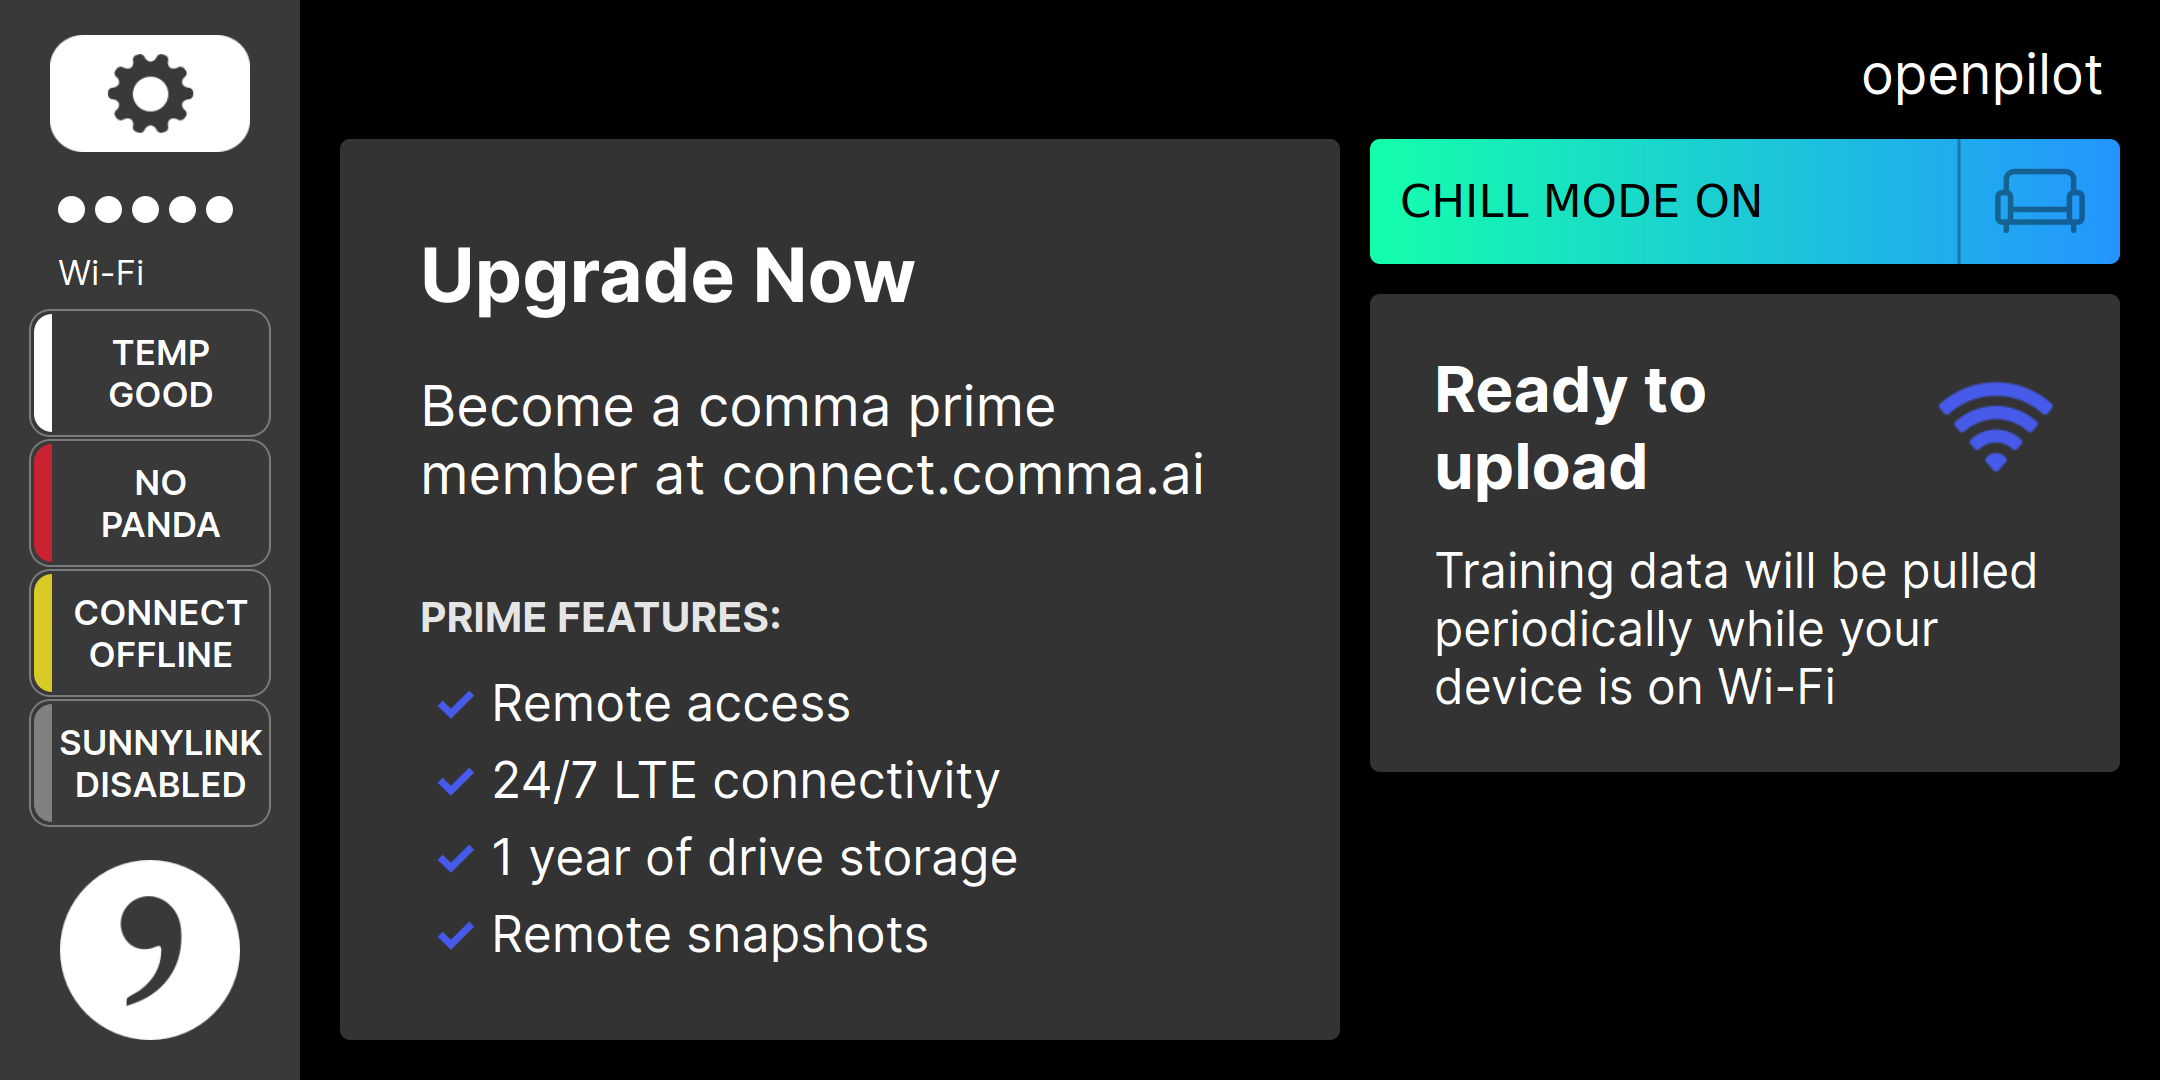 Wi-Fi
TEMP
GOOD
NO
PANDA
CONNECT
OFFLINE
SUNNYLINK
DISABLED
openpilot
Upgrade Now
Become a comma prime
member at connect.comma.ai
PRIME FEATURES:
Remote access
24/7 LTE connectivity
1 year of drive storage
Remote snapshots
CHILL MODE ON
Ready to
upload
Training data will be pulled
periodically while your
device is on Wi-Fi